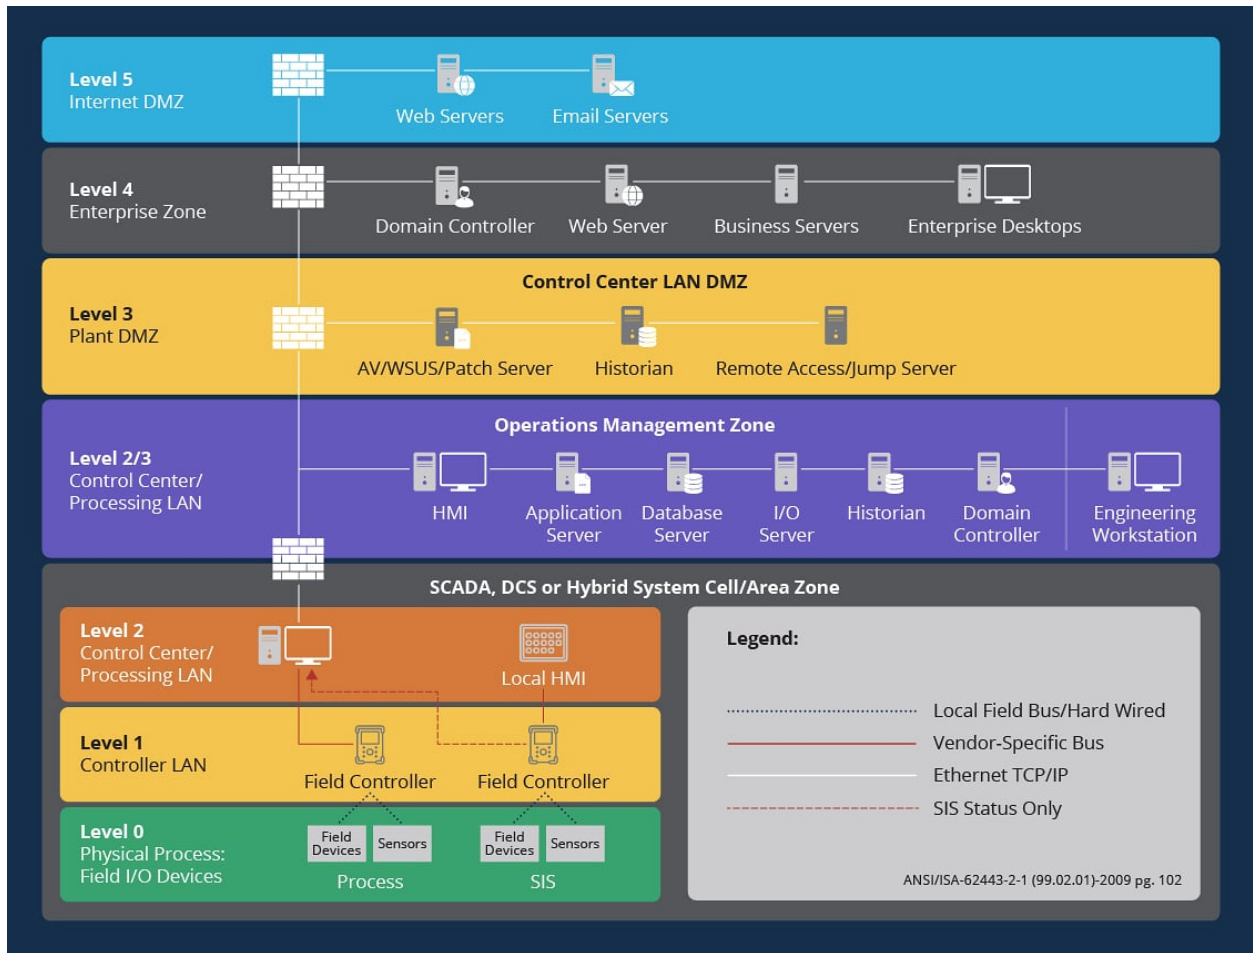 Level 5
Internet DMZ
Web Servers
Email Servers
Level 4
Enterprise Zone
Domain Controller
Web Server
Business Servers
Enterprise Desktops
Control Center LAN DMZ
Level 3
Plant DMZ
AV/WSUS/Patch Server
Historian
Remote Access/Jump Server
Operations Management Zone
Level 2/3
Control Center/
Processing LAN
HMI
Application
Server
Database
Server
I/O
Server
Historian
Domain
Controller
Engineering
Workstation
SCADA, DCS or Hybrid System Cell/Area Zone
Level 2
Control Center/
Processing LAN
Local HMI
Level 1
Controller LAN
Field Controller
Field Controller
Level 0
Physical Process:
Field I/O Devices
Field
Devices
Sensors
Process
Field
Devices
Sensors
SIS
Legend:
Local Field Bus/Hard Wired
Vendor-Specific Bus
Ethernet TCP/IP
SIS Status Only
ANSI/ISA-62443-2-1 (99.02.01)-2009 pg. 102